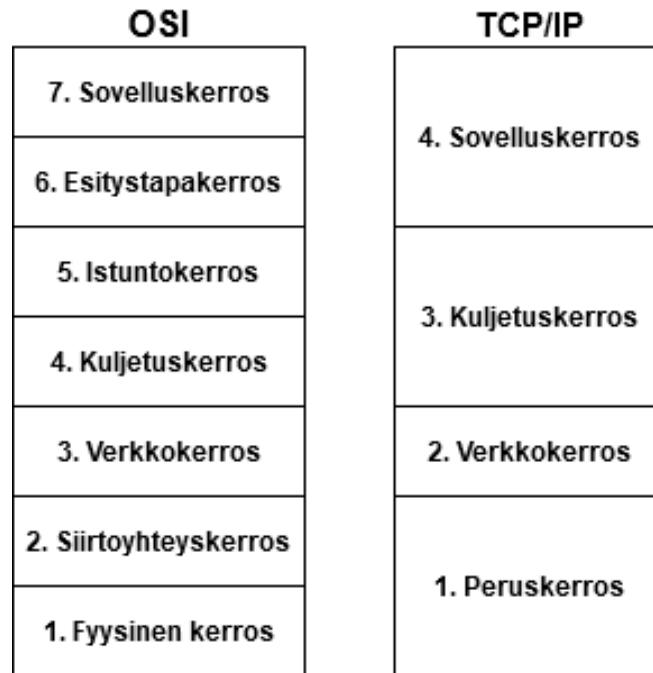 OSI
7. Sovelluskerros
6. Esitystapakerros
5. Istuntokerros
4. Kuljetuskerros
3. Verkkokerros
2. Siirtoyhteyskerros
1. Fyysinen kerros
TCP/IP
4. Sovelluskerros
3. Kuljetuskerros
2. Verkkokerros
1. Peruskerros